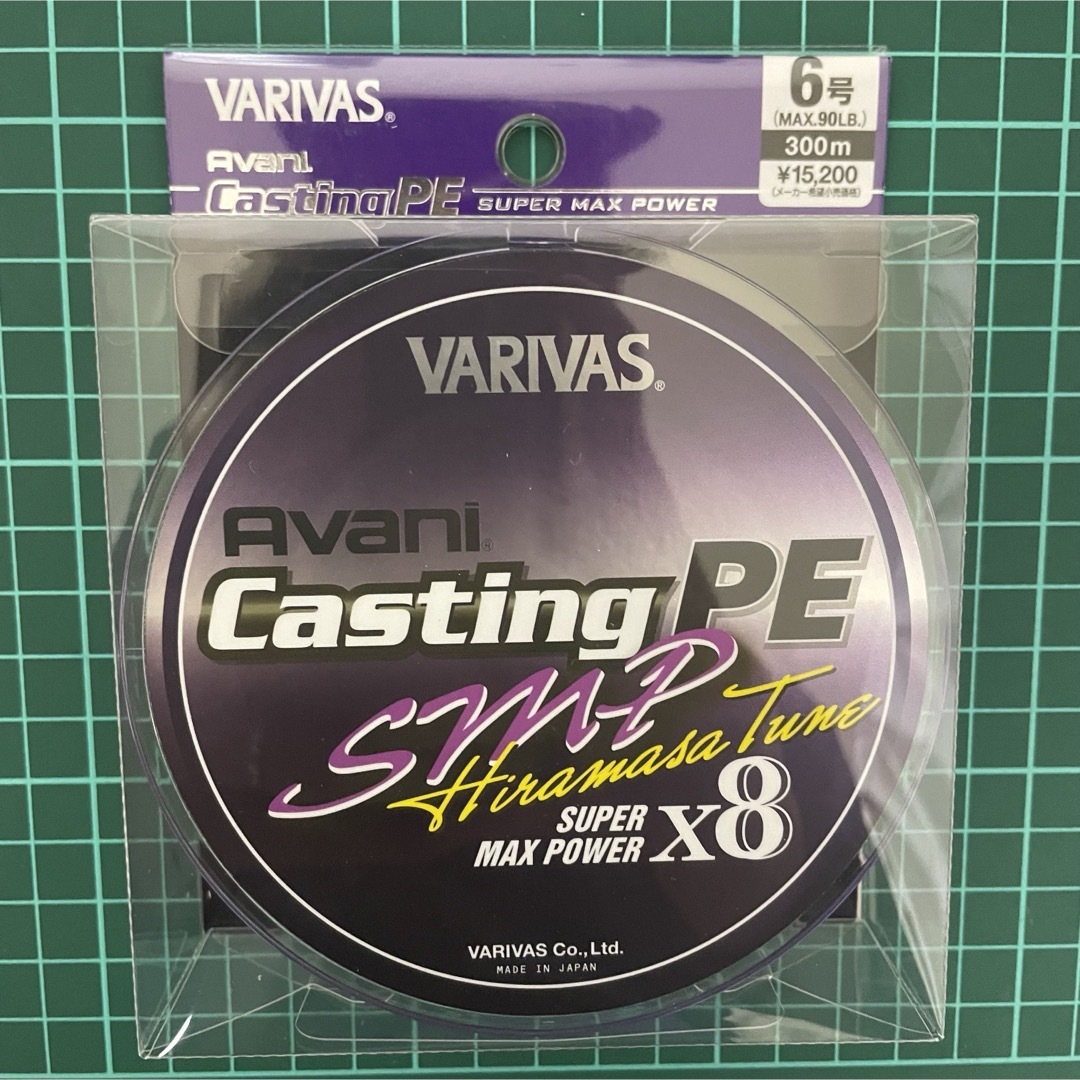 VARIVAS®
Avani
Casting PE SUPER MAX POWER
6号
(MAX.90LB.)
300m
¥15,200
(メーカー希望小売価格)
VARIVAS®
Avani®
Casting PE
SMP
Hiramasa Tune
SUPER
MAX POWER X8
VARIVAS Co.,Ltd.
MADE IN JAPAN